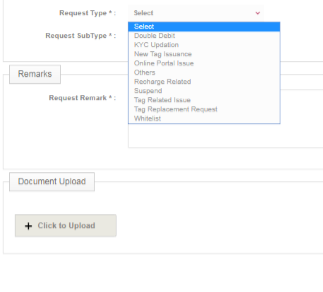 Request Type * : Select
Select
Request SubType * :
Double Debit
KYC Updation
New Tag Issuance
Online Portal Issue
Others
Recharge Related
Suspend
Tag Related Issue
Tag Replacement Request
Whitelist
Remarks
Request Remark * :
Document Upload
+ Click to Upload